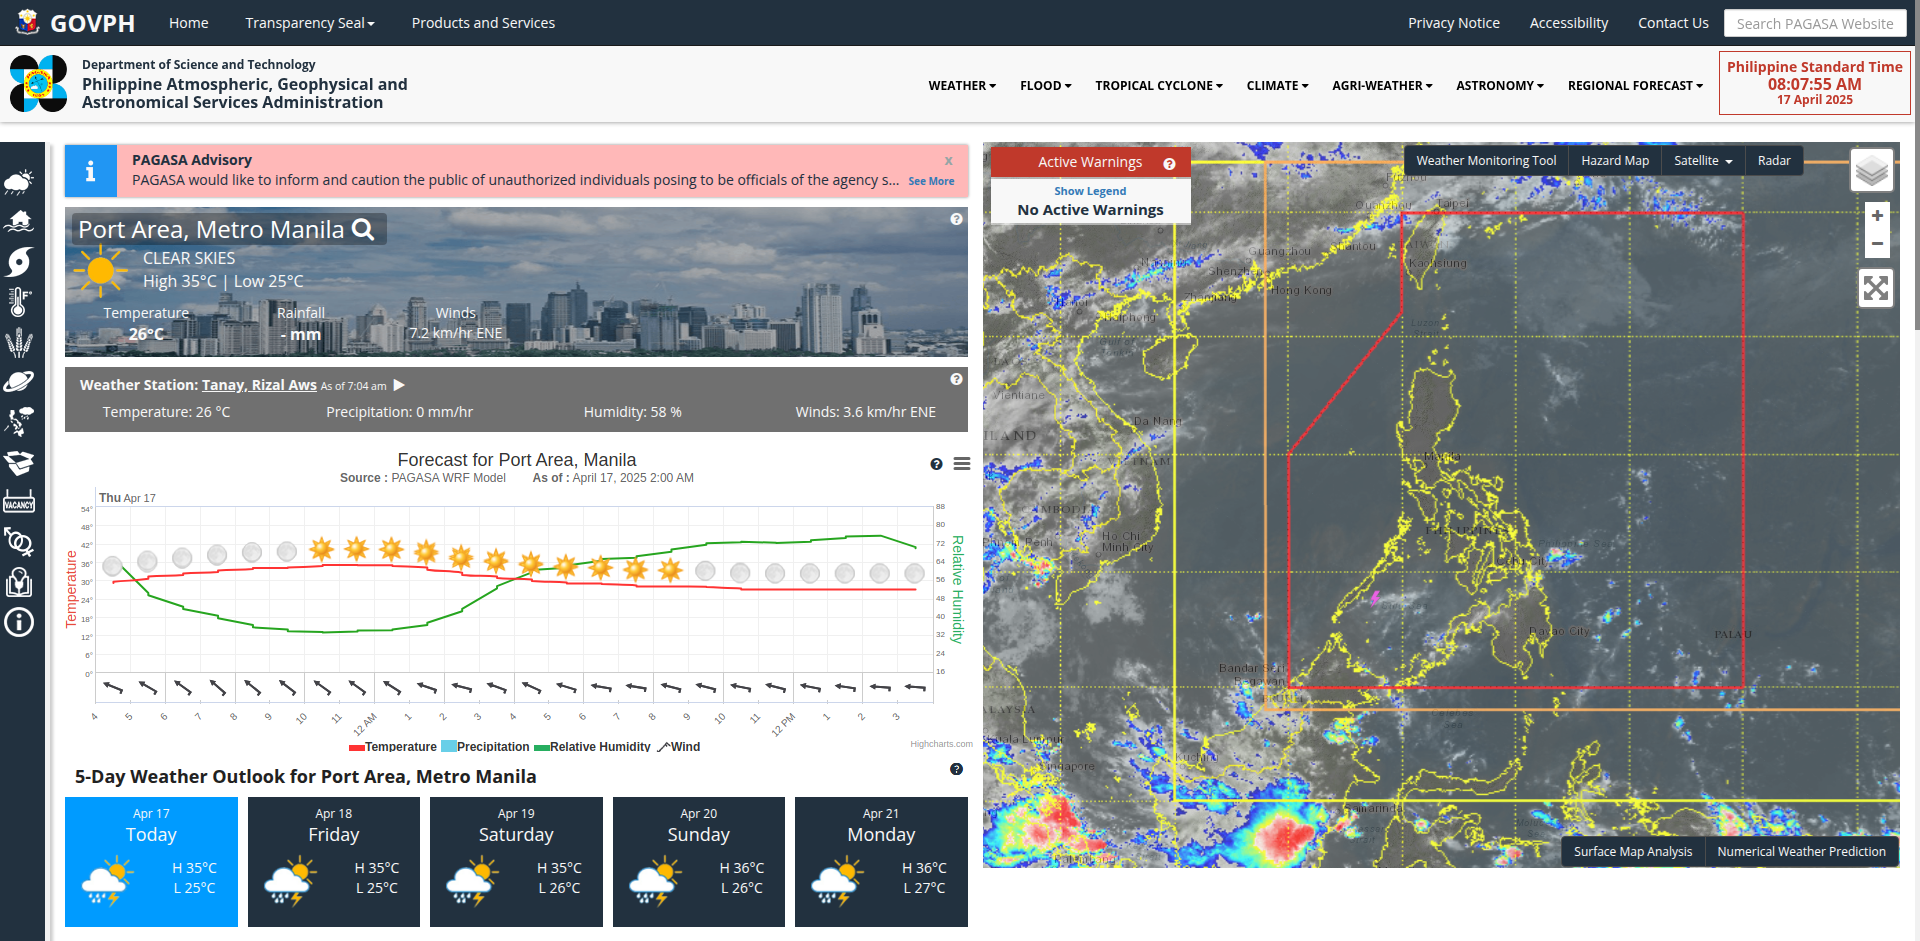 GOVPH
Home
Transparency Seal
Products and Services
Privacy Notice
Accessibility
Contact Us
Search PAGASA Website
Department of Science and Technology
Philippine Atmospheric, Geophysical and
Astronomical Services Administration
WEATHER
FLOOD
TROPICAL CYCLONE
CLIMATE
AGRI-WEATHER
ASTRONOMY
REGIONAL FORECAST
Philippine Standard Time
08:07:55 AM
17 April 2025
PAGASA Advisory
x
PAGASA would like to inform and caution the public of unauthorized individuals posing to be officials of the agency s... See More
Port Area, Metro Manila
CLEAR SKIES
High 35°C | Low 25°C
Temperature
26°C
Rainfall
- mm
Winds
7.2 km/hr ENE
Weather Station: Tanay, Rizal Aws As of 7:04 am
Temperature: 26 °C
Precipitation: 0 mm/hr
Humidity: 58 %
Winds: 3.6 km/hr ENE
Forecast for Port Area, Manila
Source : PAGASA WRF Model As of : April 17, 2025 2:00 AM
Thu Apr 17
Temperature
54°
48°
42°
36°
30°
24°
18°
12°
6°
0°
88
80
72
64
56
48
40
32
24
16
Relative Humidity
4 5 6 7 8 9 10 11 12 AM 1 2 3 4 5 6 7 8 9 10 11 12 PM 1 2 3
Temperature Precipitation Relative Humidity Wind
Highcharts.com
5-Day Weather Outlook for Port Area, Metro Manila
Apr 17
Today
H 35°C
L 25°C
Apr 18
Friday
H 35°C
L 25°C
Apr 19
Saturday
H 35°C
L 26°C
Apr 20
Sunday
H 36°C
L 26°C
Apr 21
Monday
H 36°C
L 27°C
VACANCY
Active Warnings
Show Legend
No Active Warnings
Weather Monitoring Tool
Hazard Map
Satellite
Radar
+
−
Taipei
Guangzhou
Kaohsiung
Hong Kong
Vientiane
Da Nang
Manila
Ho Chi
Minh City
Davao City
PALAU
Bandar Seri
Begawan
Kuching
Singapore
Samarinda
Surface Map Analysis
Numerical Weather Prediction